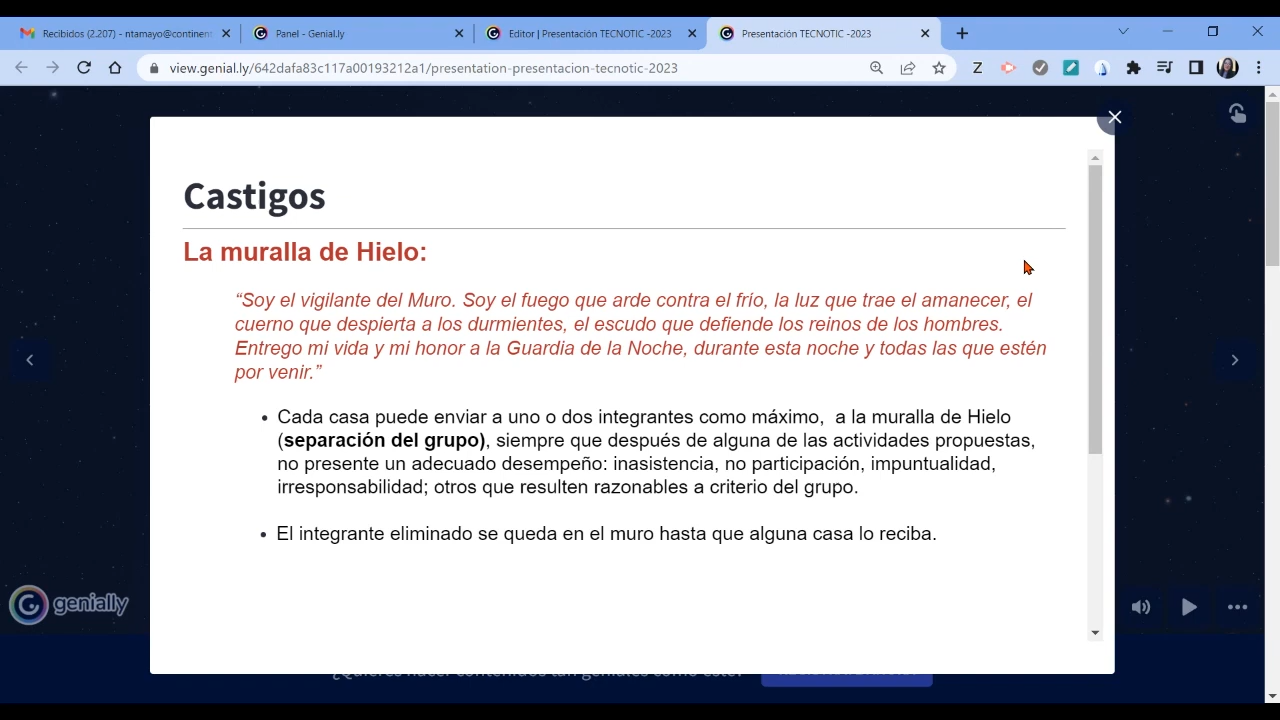 Recibidos (2.207) - ntamayo@continen
Panel - Genial.ly
Editor | Presentación TECNOTIC -2023
Presentación TECNOTIC -2023
view.genial.ly/642dafa83c117a00193212a1/presentation-presentacion-tecnotic-2023
Z
Castigos
La muralla de Hielo:
“Soy el vigilante del Muro. Soy el fuego que arde contra el frío, la luz que trae el amanecer, el
cuerno que despierta a los durmientes, el escudo que defiende los reinos de los hombres.
Entrego mi vida y mi honor a la Guardia de la Noche, durante esta noche y todas las que estén
por venir.”
• Cada casa puede enviar a uno o dos integrantes como máximo, a la muralla de Hielo
(separación del grupo), siempre que después de alguna de las actividades propuestas,
no presente un adecuado desempeño: inasistencia, no participación, impuntualidad,
irresponsabilidad; otros que resulten razonables a criterio del grupo.
• El integrante eliminado se queda en el muro hasta que alguna casa lo reciba.
genially